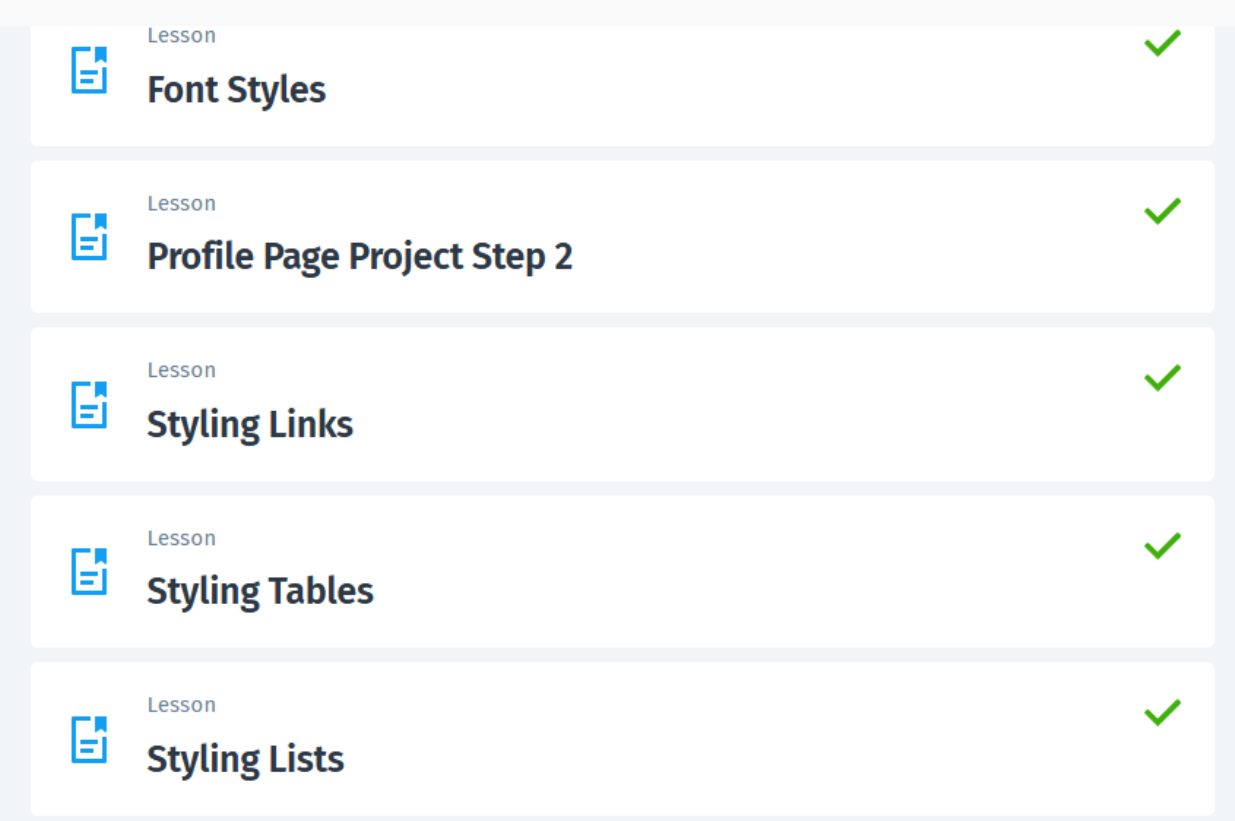 Lesson
Font Styles
Lesson
Profile Page Project Step 2
Lesson
Styling Links
Lesson
Styling Tables
Lesson
Styling Lists